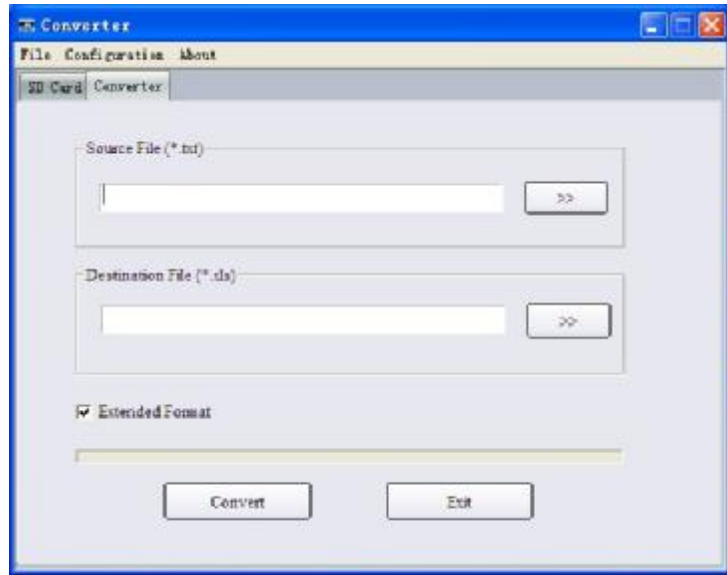 Converter
File Configuration About
SD Card Converter
Source File (*.txt)
>>
Destination File (*.xls)
>>
Extended Format
Convert Exit